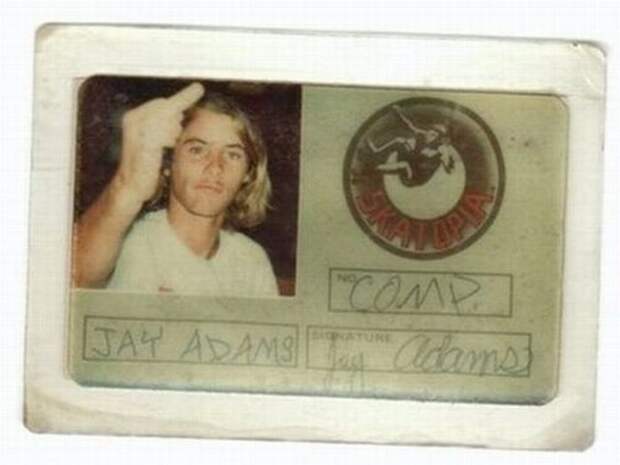 SKATOPIA
NO. COMP.
JAY ADAMS
SIGNATURE
Jay Adams